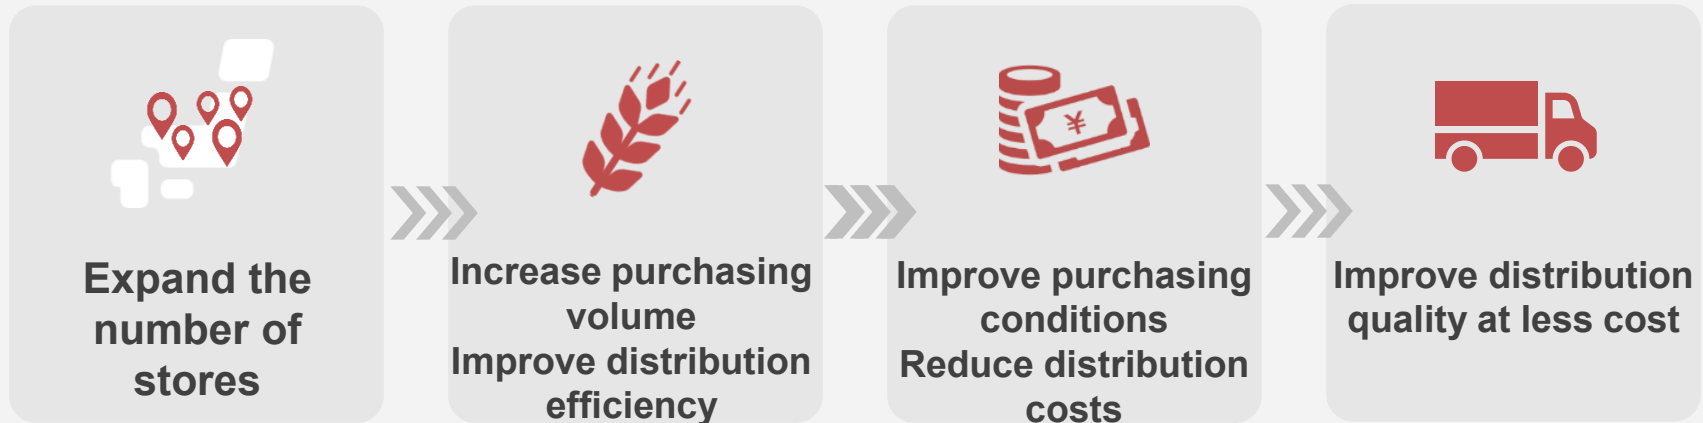 Expand the
number of
stores
Increase purchasing
volume
Improve distribution
efficiency
¥
Improve purchasing
conditions
Reduce distribution
costs
Improve distribution
quality at less cost